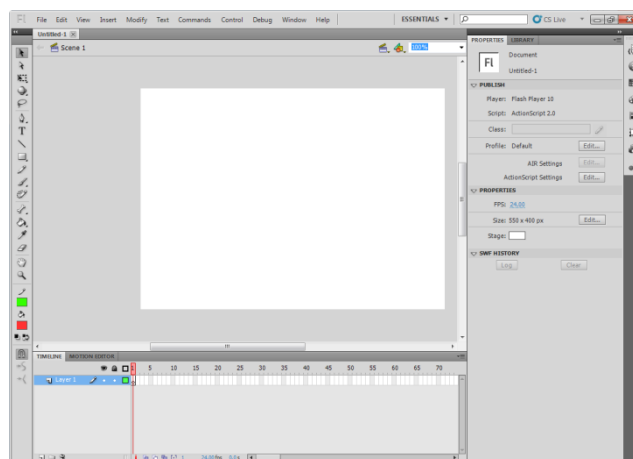 Fl File Edit View Insert Modify Text Commands Control Debug Window Help ESSENTIALS CS Live
Untitled-1
Scene 1 100%
PROPERTIES LIBRARY
Fl Document
Untitled-1
PUBLISH
Player: Flash Player 10
Script: ActionScript 2.0
Class:
Profile: Default Edit...
AIR Settings Edit...
ActionScript Settings Edit...
PROPERTIES
FPS: 24.00
Size: 550 x 400 px Edit...
Stage:
SWF HISTORY
Log Clear
TIMELINE MOTION EDITOR
1 5 10 15 20 25 30 35 40 45 50 55 60 65 70
Layer 1
1 24.00fps 0.0s